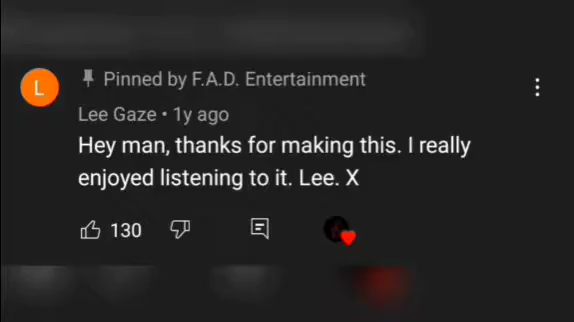 Pinned by F.A.D. Entertainment
L
Lee Gaze • 1y ago
Hey man, thanks for making this. I really
enjoyed listening to it. Lee. X
130